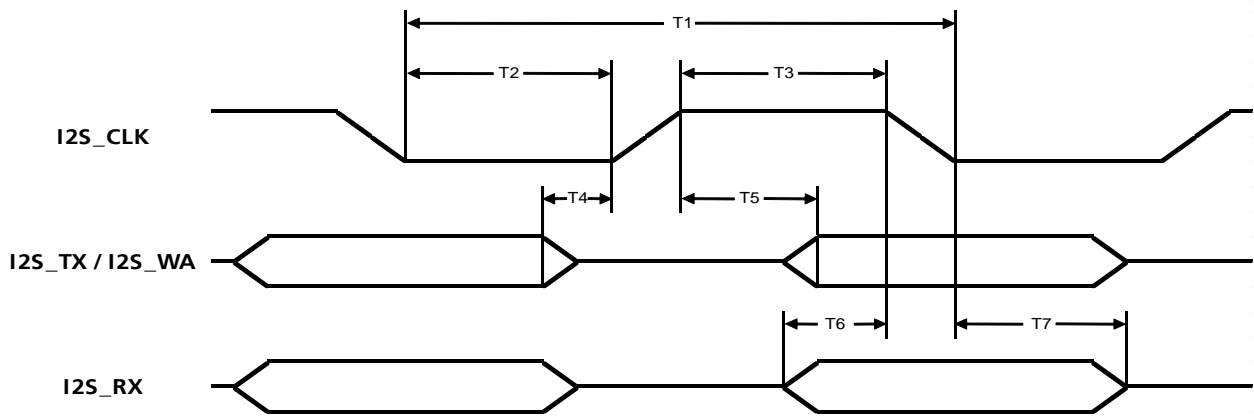 T1
T2
T3
I2S_CLK
T4
T5
I2S_TX / I2S_WA
T6
T7
I2S_RX